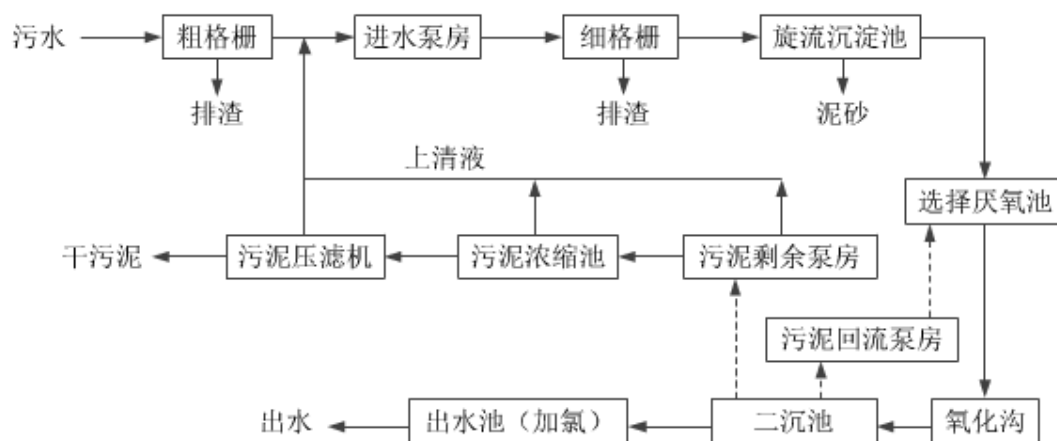 污水
粗格栅
进水泵房
细格栅
旋流沉淀池
排渣
排渣
泥砂
上清液
选择厌氧池
干污泥
污泥压滤机
污泥浓缩池
污泥剩余泵房
污泥回流泵房
出水
出水池（加氯）
二沉池
氧化沟